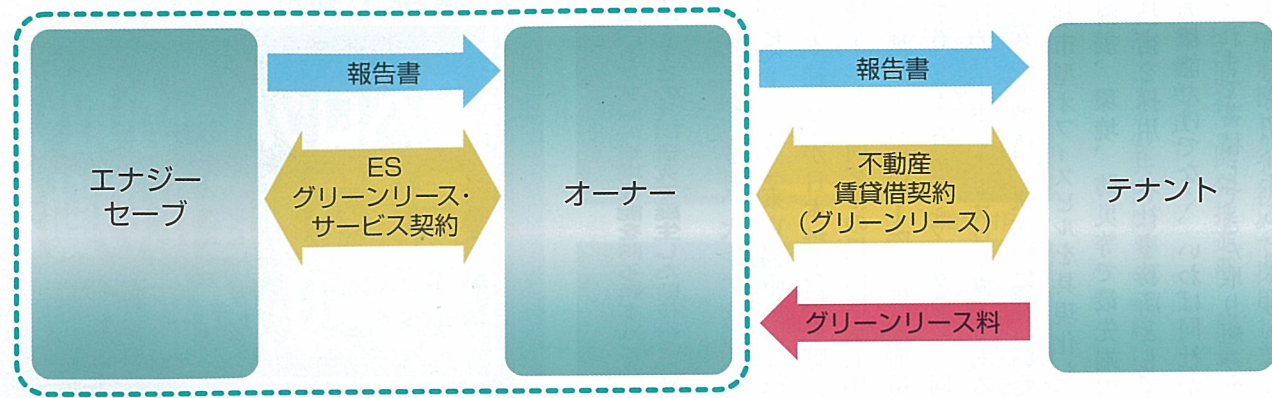 報告書
報告書
エナジー
セーブ
ES
グリーンリース・
サービス契約
オーナー
不動産
賃貸借契約
(グリーンリース)
テナント
グリーンリース料